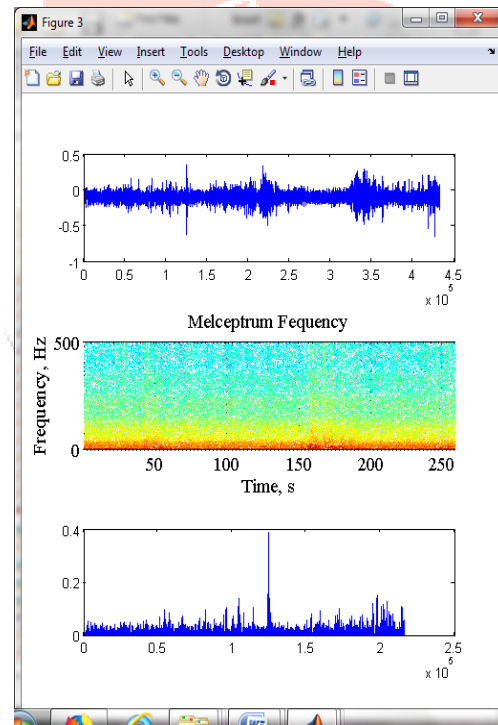 Figure 3
File Edit View Insert Tools Desktop Window Help
0.5
0
-0.5
-1
0 0.5 1 1.5 2 2.5 3 3.5 4 4.5
x 10^5
Melceptrum Fequency
Frequency, Hz
500
0
50 100 150 200 250
Time, s
0.4
0.2
0
0 0.5 1 1.5 2 2.5
x 10^5